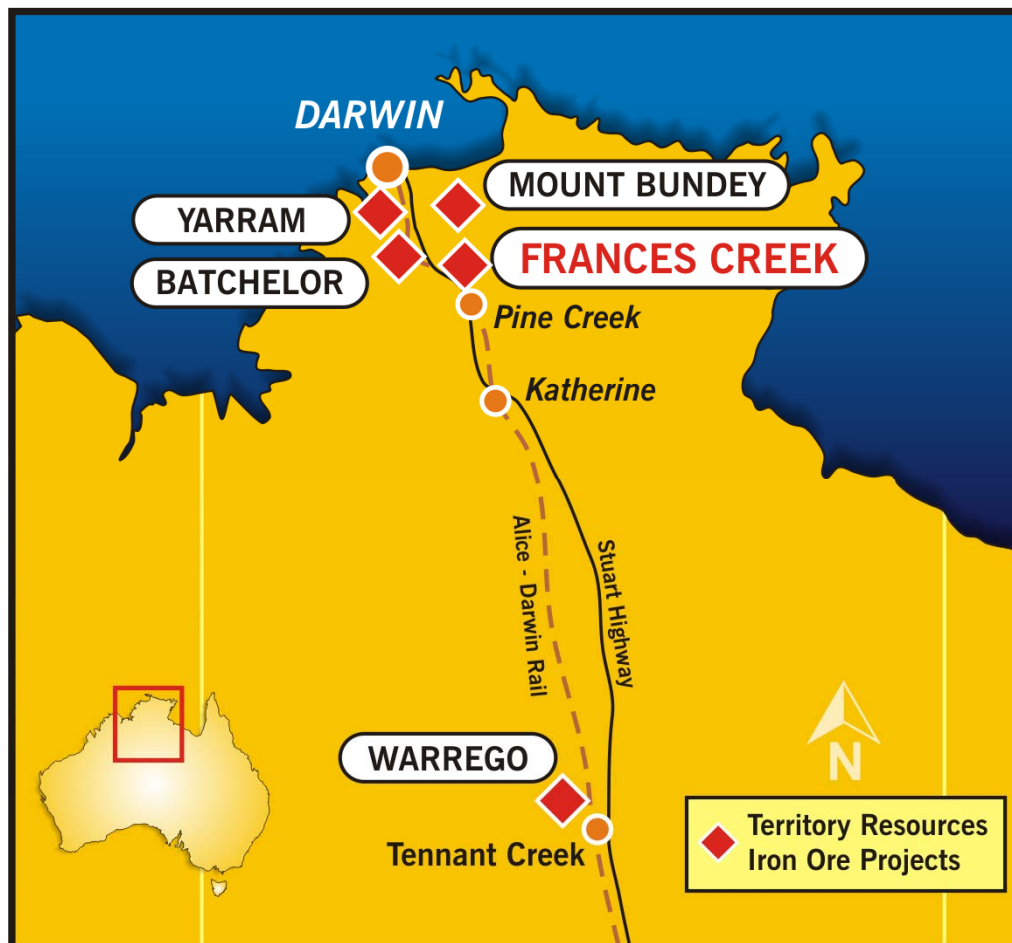 DARWIN
MOUNT BUNDEY
YARRAM
FRANCES CREEK
BATCHELOR
Pine Creek
Katherine
Alice - Darwin Rail
Stuart Highway
N
WARREGO
Tennant Creek
Territory Resources
Iron Ore Projects